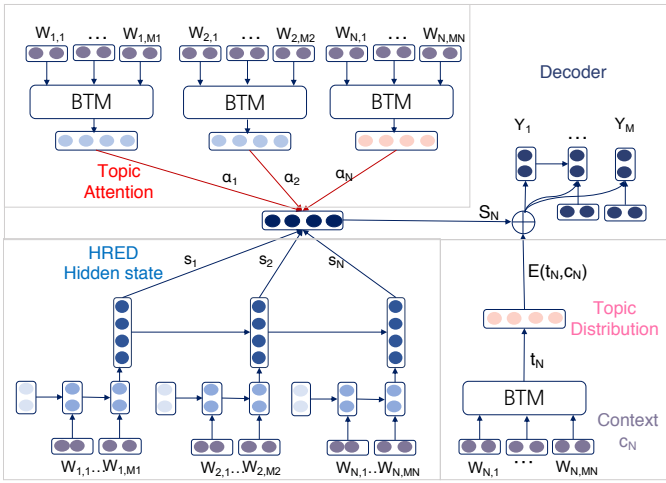 W1,1 ... W1,M1 W2,1 ... W2,M2 WN,1 ... WN,MN
BTM BTM BTM
Topic
Attention
α1 α2 αN
Decoder
Y1 ... YM
SN
HRED
Hidden state
s1 s2 sN
E(tN,cN)
Topic
Distribution
tN
BTM
Context
cN
W1,1...W1,M1 W2,1...W2,M2 WN,1...WN,MN
WN,1 ... WN,MN